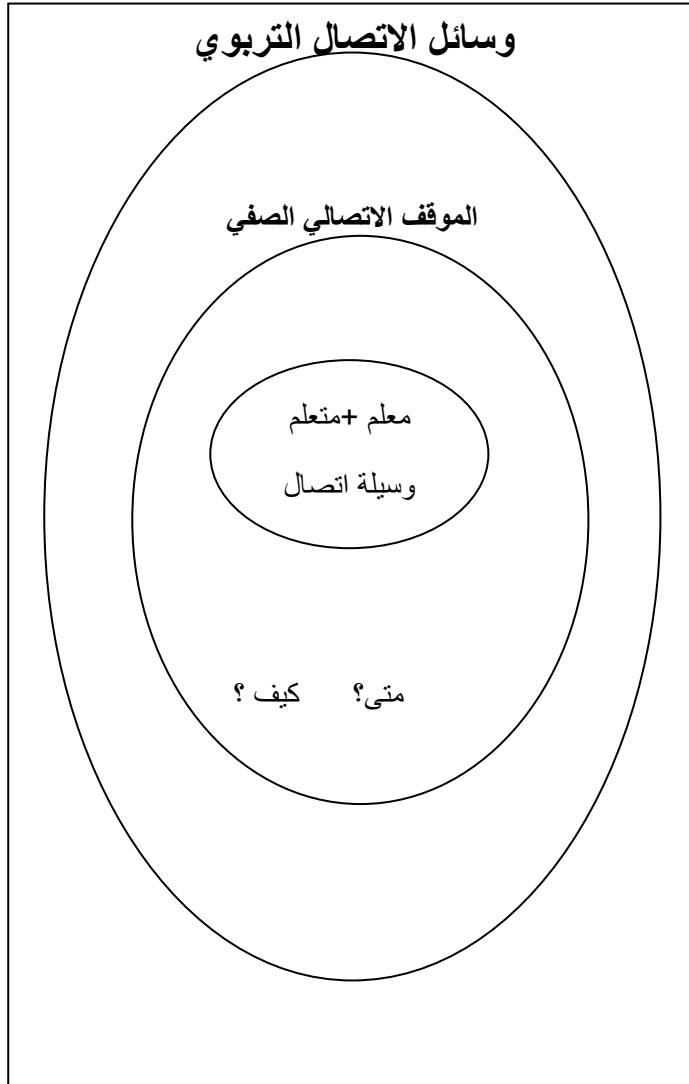 وسائل الاتصال التربوي
الموقف الاتصالي الصفي
معلم +متعلم
وسيلة اتصال
متى؟ كيف ؟